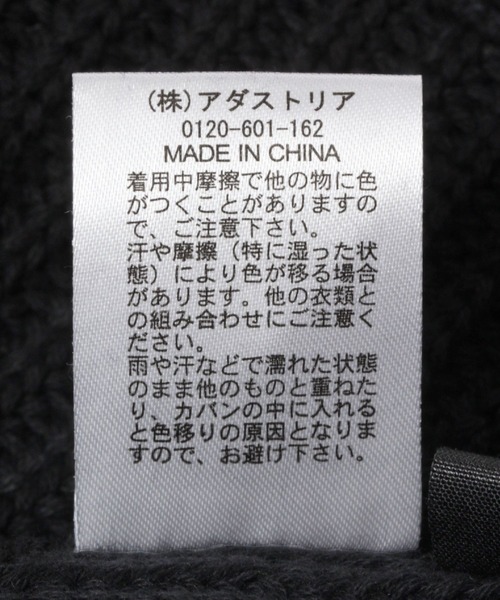 (株)アダストリア
0120-601-162
MADE IN CHINA
着用中摩擦で他の物に色
がつくことがありますの
で、ご注意下さい。
汗や摩擦（特に湿った状
態）により色が移る場合
があります。他の衣類と
の組み合わせにご注意く
ださい。
雨や汗などで濡れた状態
のまま他のものと重ねた
り、カバンの中に入れる
と色移りの原因となりま
すので、お避け下さい。